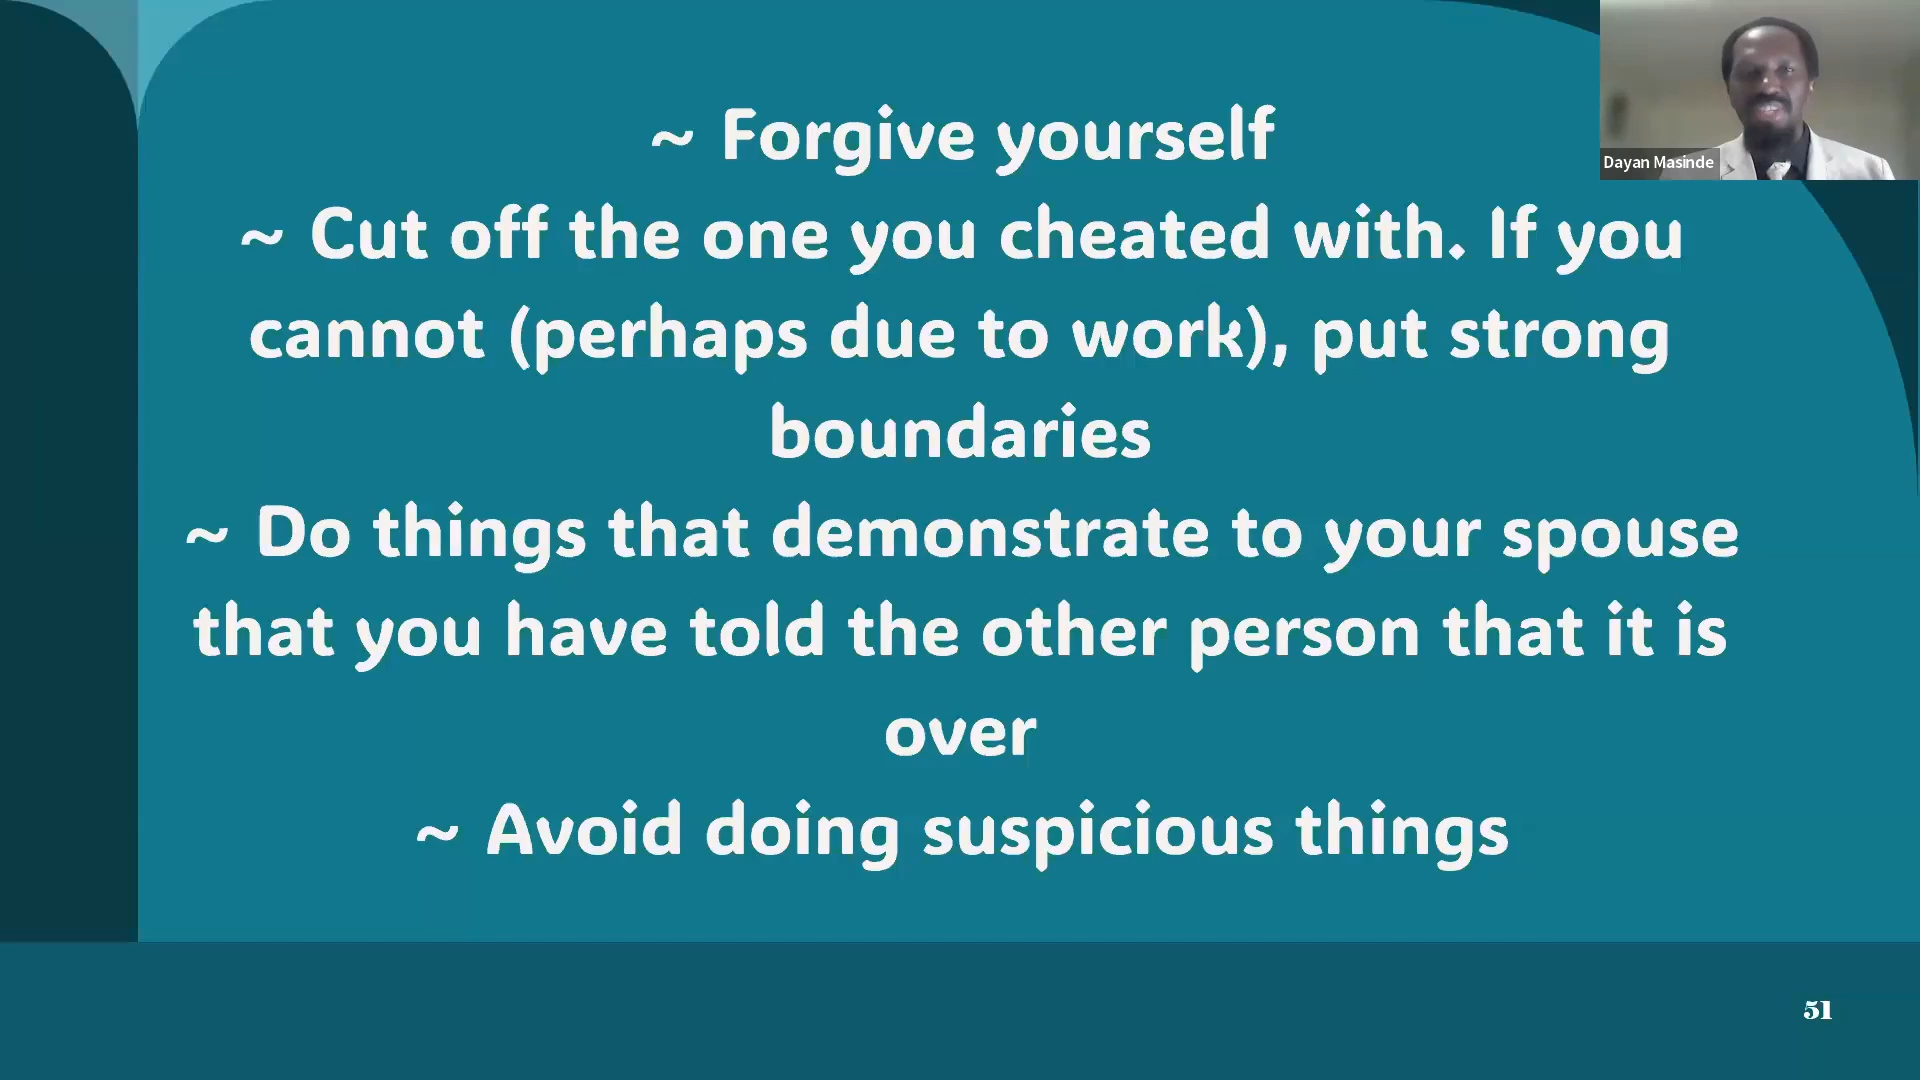 ~ Forgive yourself
~ Cut off the one you cheated with. If you
cannot (perhaps due to work), put strong
boundaries
~ Do things that demonstrate to your spouse
that you have told the other person that it is
over
~ Avoid doing suspicious things
Dayan Masinde
51